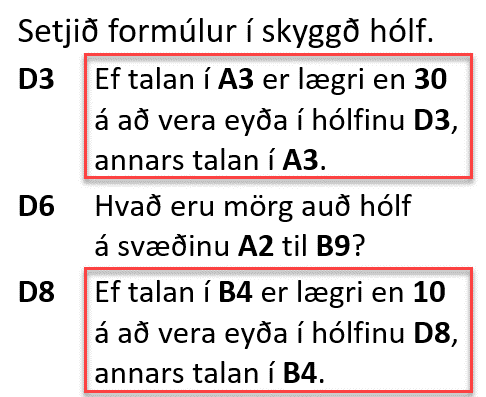 Setjið formúlur í skyggð hólf.
D3 Ef talan í A3 er lægri en 30
á að vera eyða í hólfinu D3,
annars talan í A3.
D6 Hvað eru mörg auð hólf
á svæðinu A2 til B9?
D8 Ef talan í B4 er lægri en 10
á að vera eyða í hólfinu D8,
annars talan í B4.